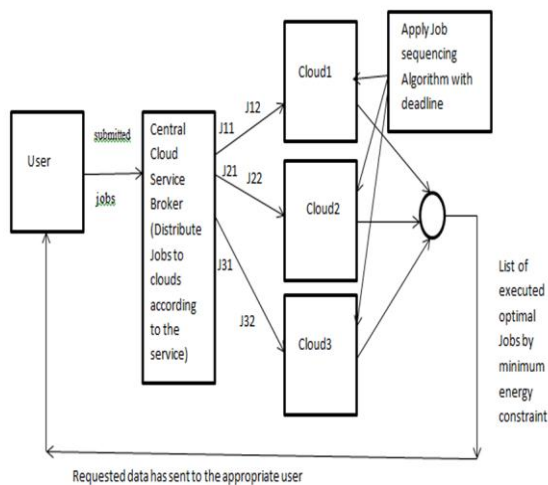 User
submitted
jobs
Central
Cloud
Service
Broker
(Distribute
Jobs to
clouds
according
to the
service)
J11
J12
J21
J22
J31
J32
Cloud1
Cloud2
Cloud3
Apply Job
sequencing
Algorithm with
deadline
List of
executed
optimal
Jobs by
minimum
energy
constraint
Requested data has sent to the appropriate user